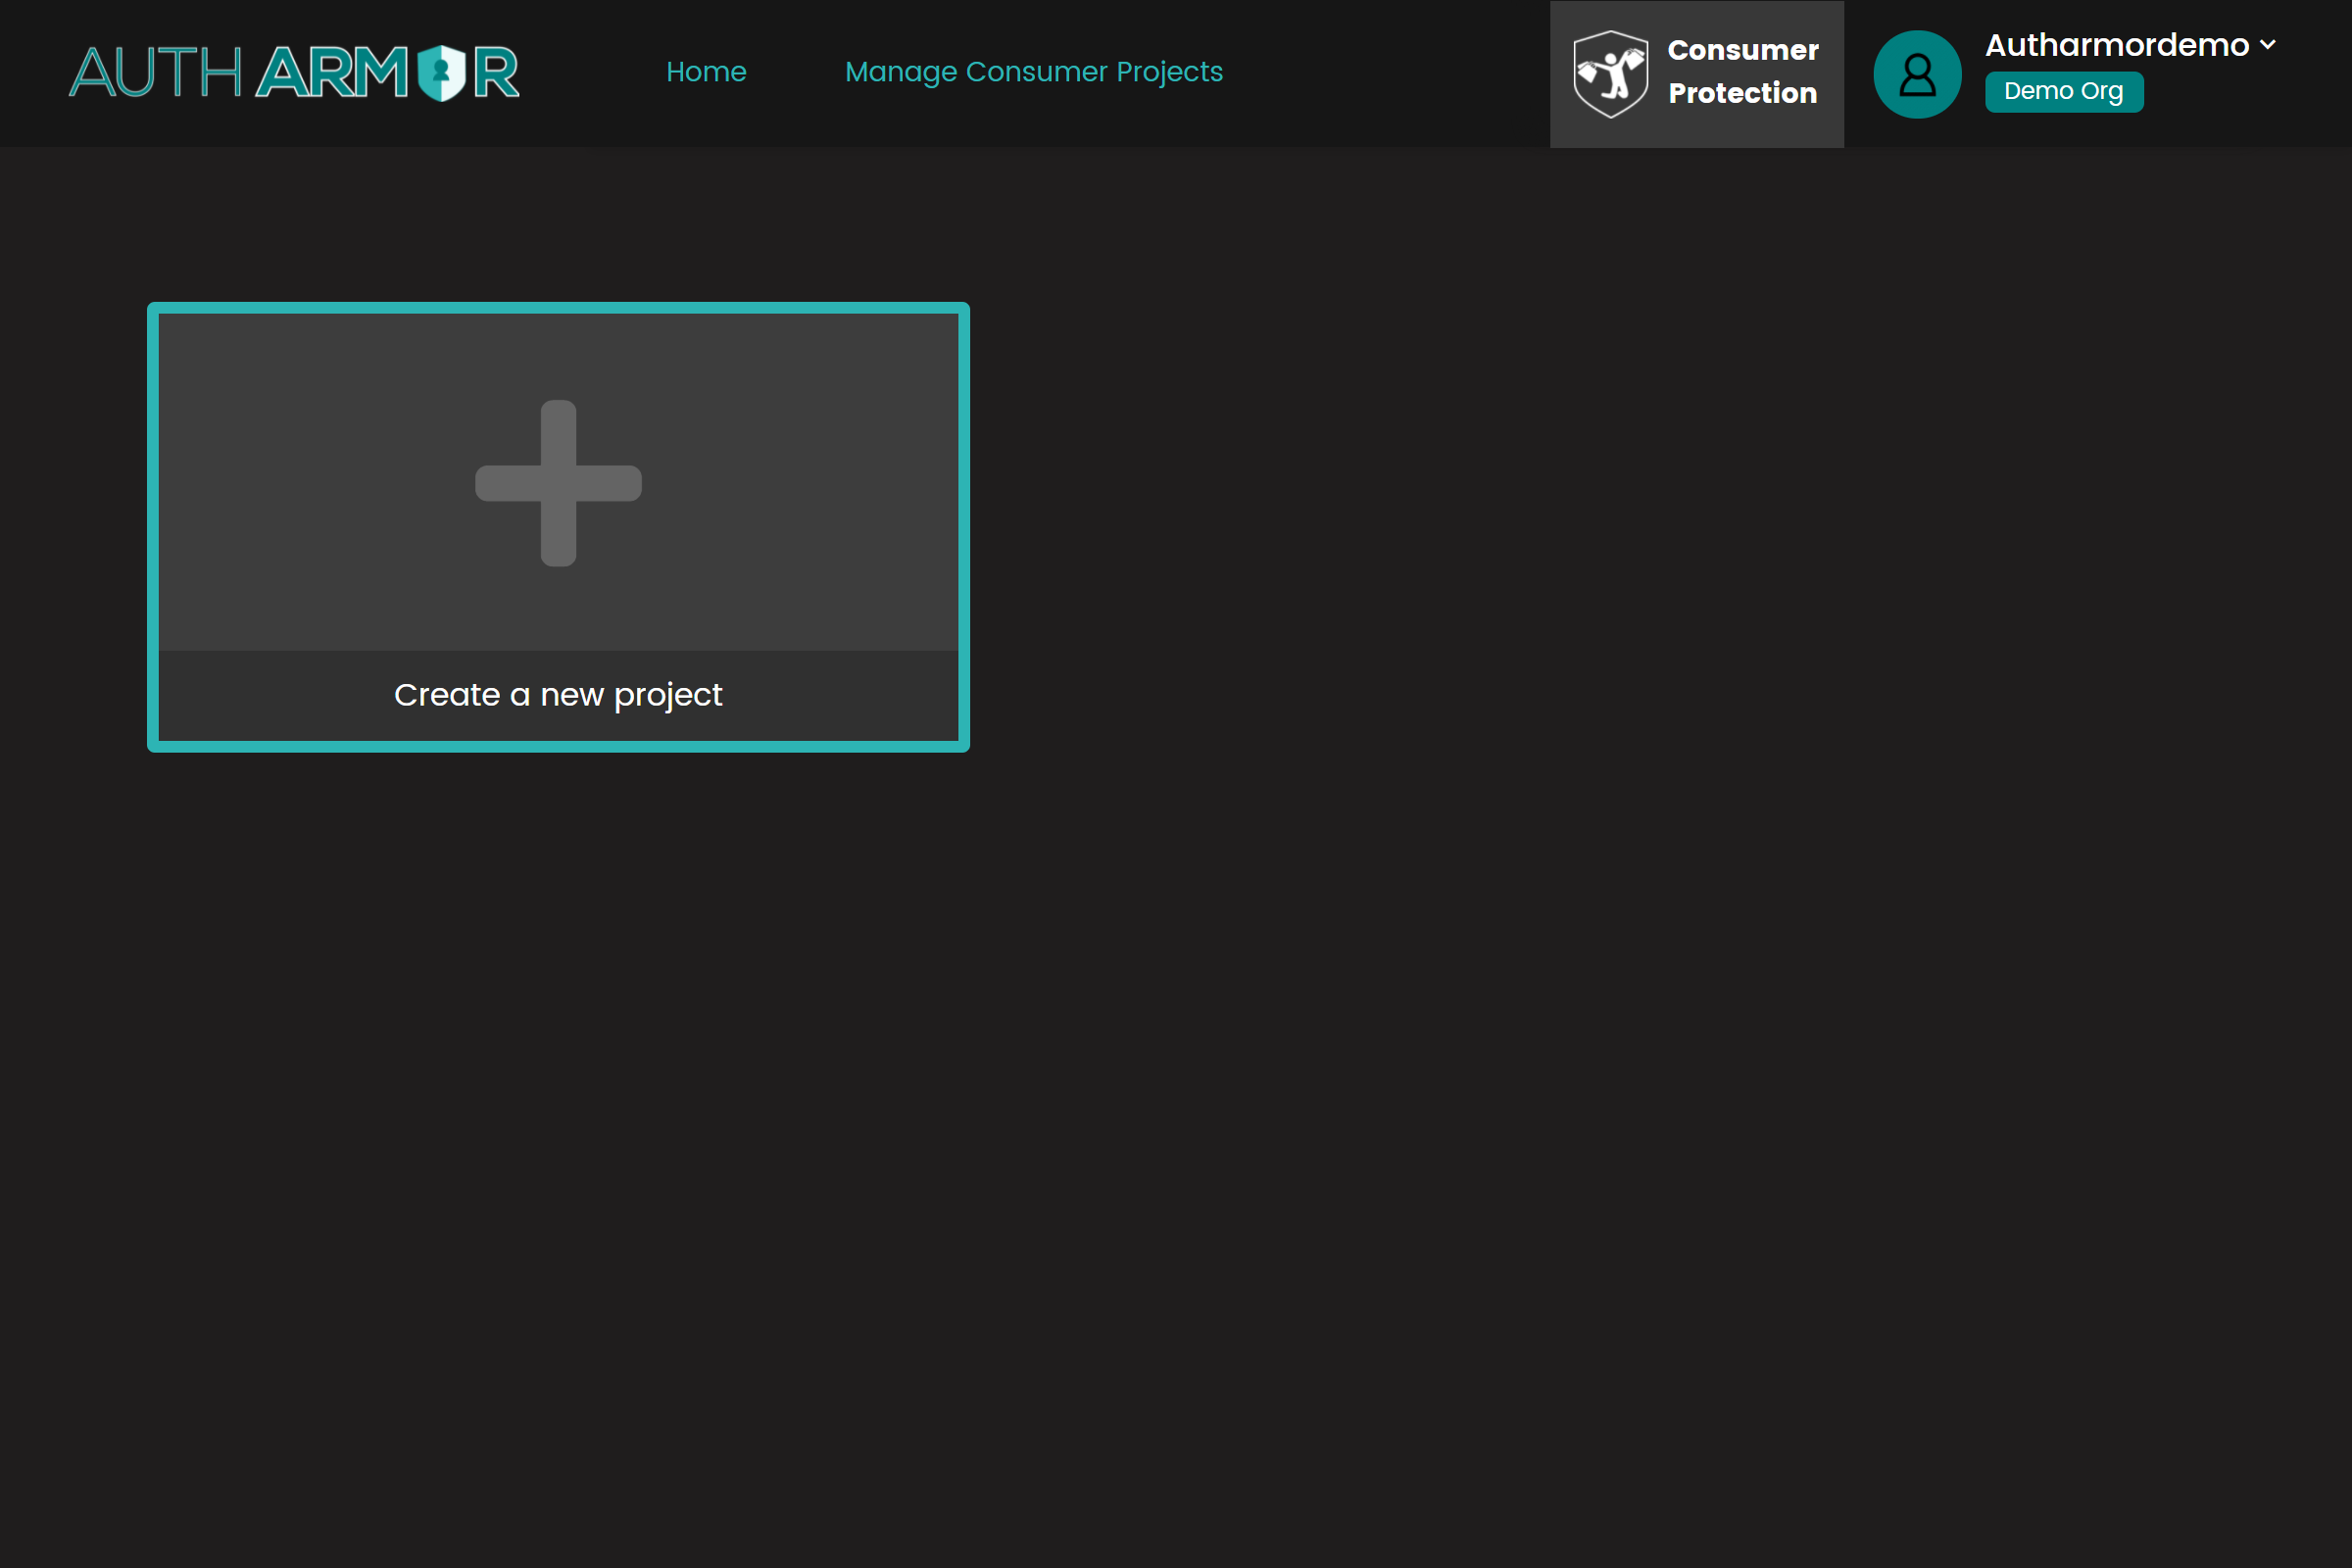 AUTH ARMOR
Home
Manage Consumer Projects
Consumer
Protection
Autharmordemo
Demo Org
Create a new project